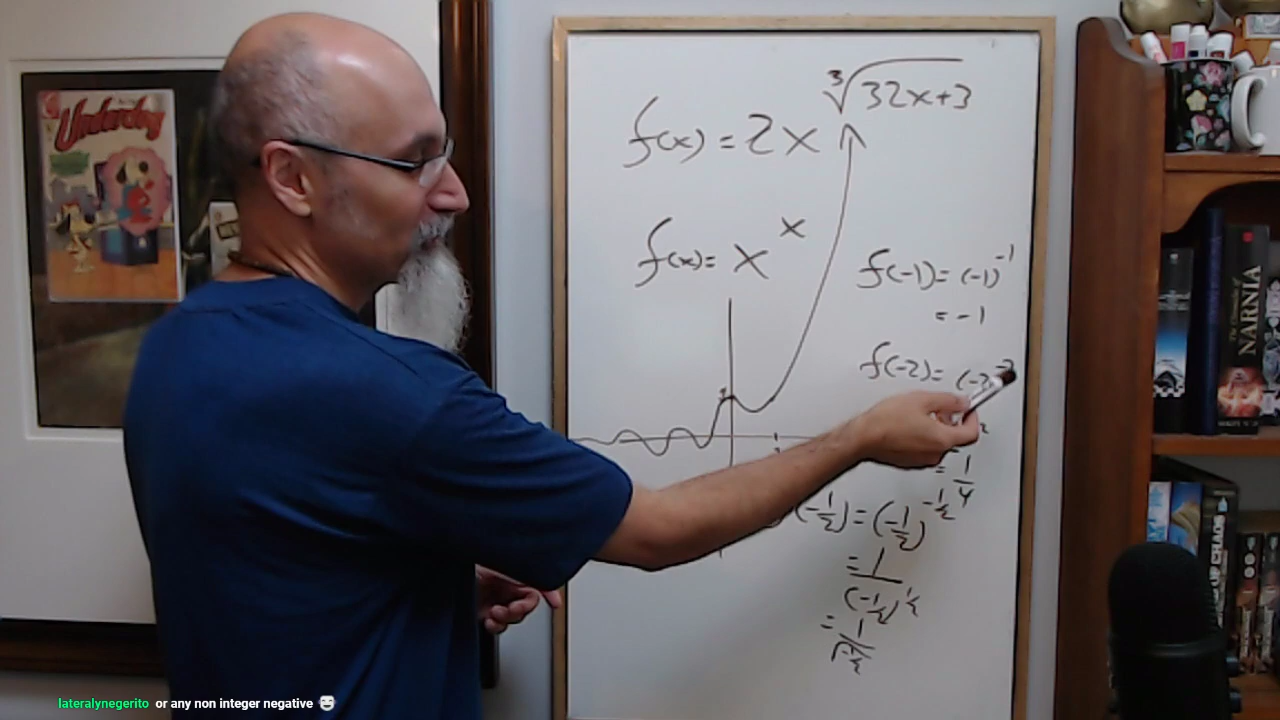 Underdog
³√32x+3
f(x) = 2x
f(x) = x^x
f(-1) = (-1)^-1
= -1
f(-2) = (-2)^-2
= 1/4
(-1/2) = (-1/2)^-1/2
= 1/(-1/2)^1/2
= 1/√-1/2
NARNIA
lateralynegerito or any non integer negative